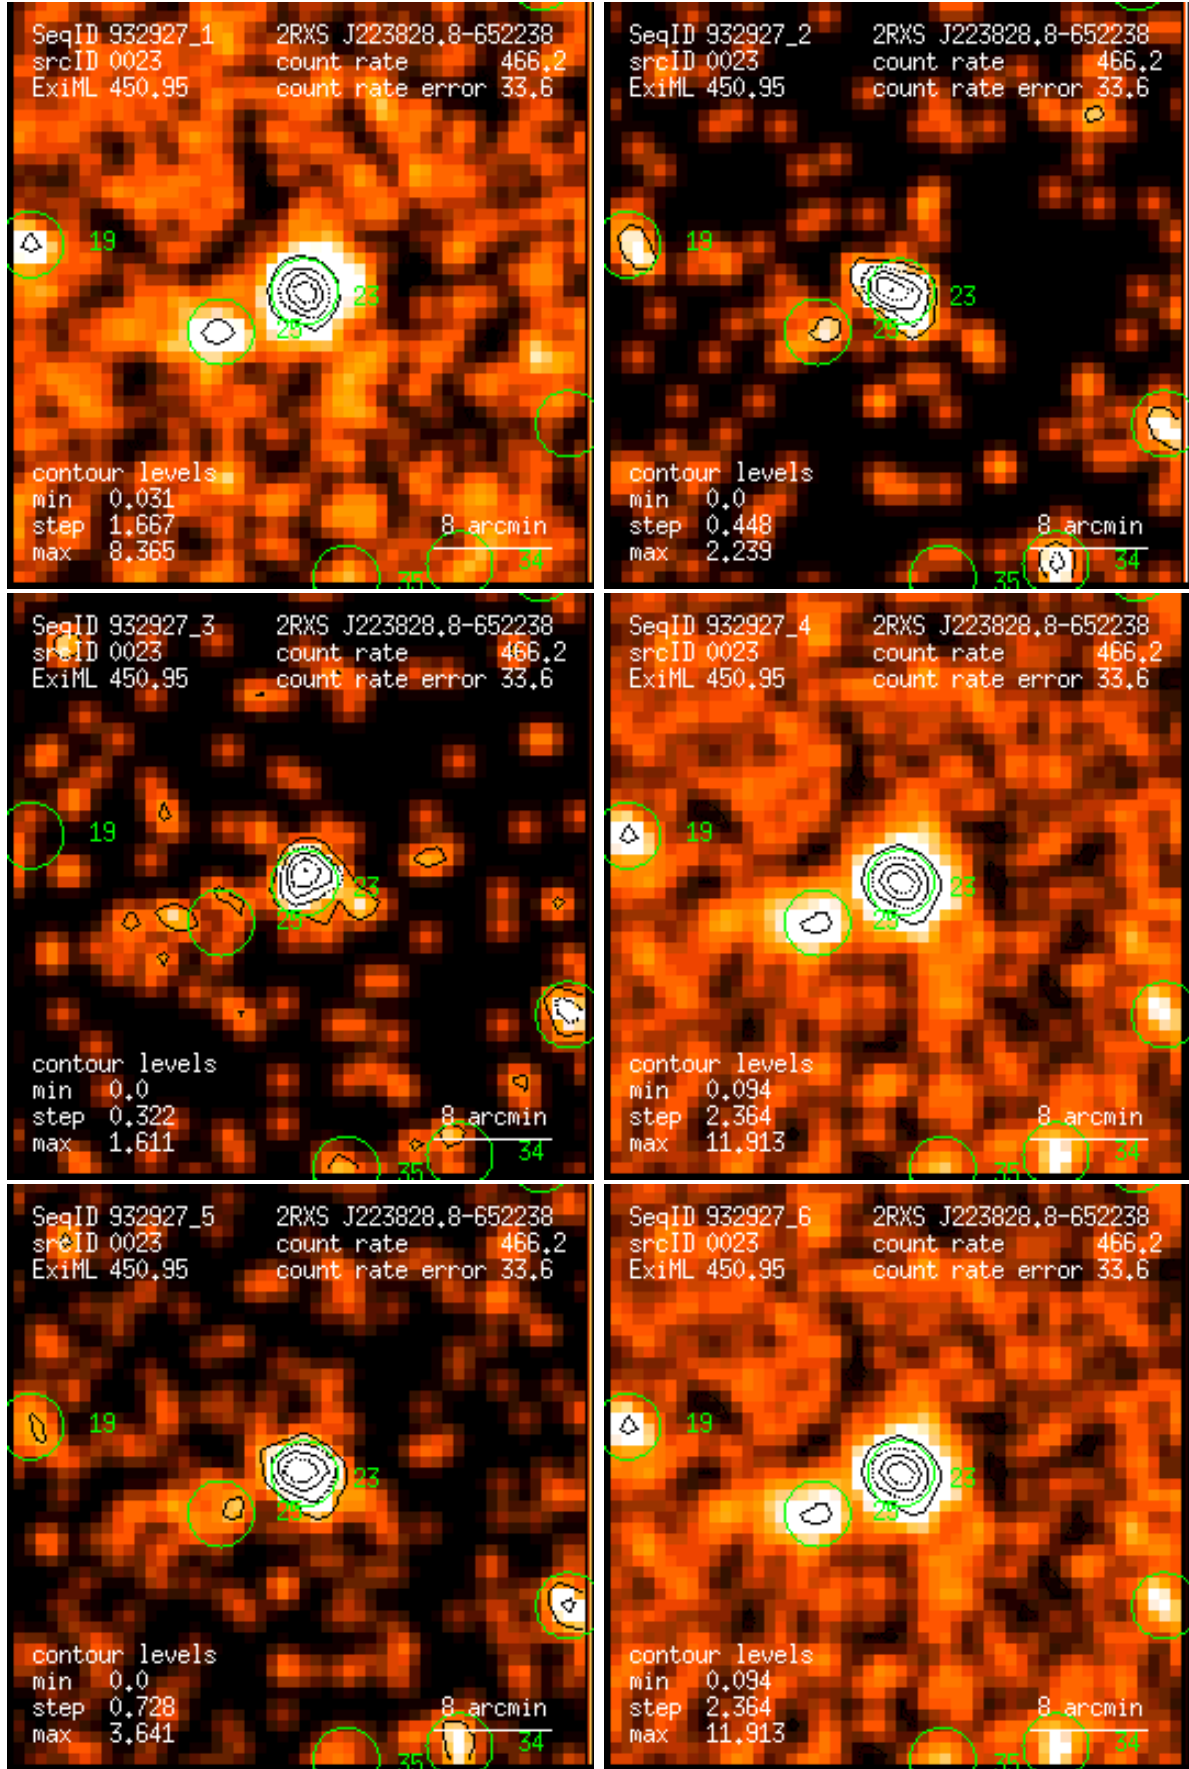 SeqID 932927_1 2RXS J223828.8-652238
srcID 0023 count rate 466.2
ExiML 450.95 count rate error 33.6
19
23
25
contour levels
min 0.031
step 1.667
max 8.365
8 arcmin
34
35
SeqID 932927_2 2RXS J223828.8-652238
srcID 0023 count rate 466.2
ExiML 450.95 count rate error 33.6
19
23
25
contour levels
min 0.0
step 0.448
max 2.239
8 arcmin
34
35
SeqID 932927_3 2RXS J223828.8-652238
srcID 0023 count rate 466.2
ExiML 450.95 count rate error 33.6
19
23
25
contour levels
min 0.0
step 0.322
max 1.611
8 arcmin
34
35
SeqID 932927_4 2RXS J223828.8-652238
srcID 0023 count rate 466.2
ExiML 450.95 count rate error 33.6
19
23
25
contour levels
min 0.094
step 2.364
max 11.913
8 arcmin
34
35
SeqID 932927_5 2RXS J223828.8-652238
srcID 0023 count rate 466.2
ExiML 450.95 count rate error 33.6
19
23
25
contour levels
min 0.0
step 0.728
max 3.641
8 arcmin
34
35
SeqID 932927_6 2RXS J223828.8-652238
srcID 0023 count rate 466.2
ExiML 450.95 count rate error 33.6
19
23
25
contour levels
min 0.094
step 2.364
max 11.913
8 arcmin
34
35